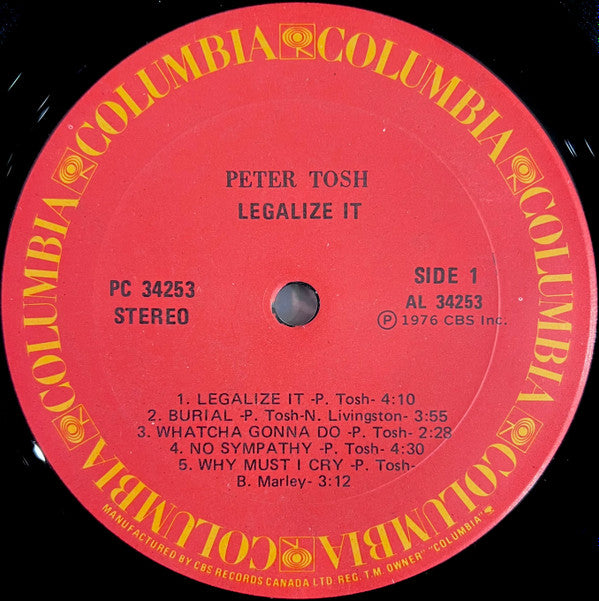 COLUMBIA COLUMBIA COLUMBIA COLUMBIA COLUMBIA COLUMBIA COLUMBIA COLUMBIA
PETER TOSH
LEGALIZE IT
PC 34253
STEREO
SIDE 1
AL 34253
Ⓟ 1976 CBS Inc.
1. LEGALIZE IT -P. Tosh- 4:10
2. BURIAL -P. Tosh-N. Livingston- 3:55
3. WHATCHA GONNA DO -P. Tosh- 2:28
4. NO SYMPATHY -P. Tosh- 4:30
5. WHY MUST I CRY -P. Tosh-
B. Marley- 3:12
MANUFACTURED BY CBS RECORDS CANADA LTD. REG. T.M. OWNER "COLUMBIA"